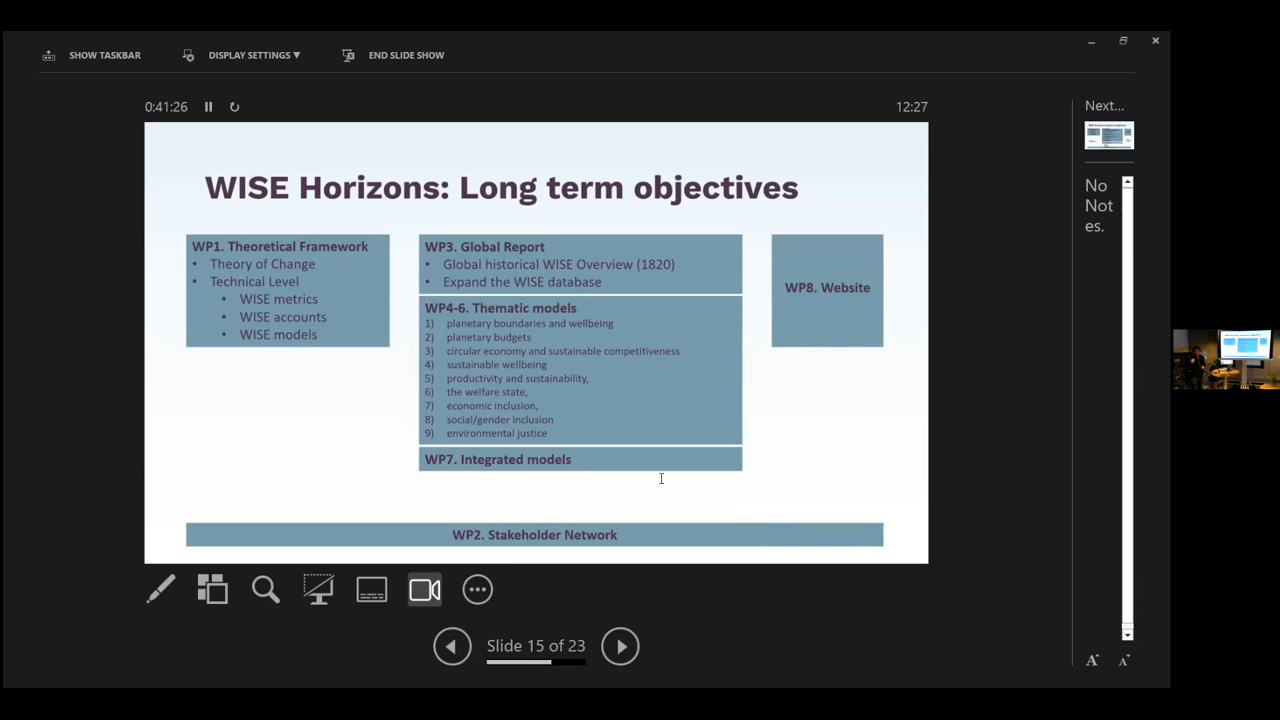 SHOW TASKBAR
DISPLAY SETTINGS ▼
END SLIDE SHOW
0:41:26
12:27
WISE Horizons: Long term objectives
WP1. Theoretical Framework
• Theory of Change
• Technical Level
• WISE metrics
• WISE accounts
• WISE models
WP3. Global Report
• Global historical WISE Overview (1820)
• Expand the WISE database
WP4-6. Thematic models
1) planetary boundaries and wellbeing
2) planetary budgets
3) circular economy and sustainable competitiveness
4) sustainable wellbeing
5) productivity and sustainability,
6) the welfare state,
7) economic inclusion,
8) social/gender inclusion
9) environmental justice
WP7. Integrated models
WP8. Website
WP2. Stakeholder Network
Slide 15 of 23
Next...
No
Not
es.
A
A